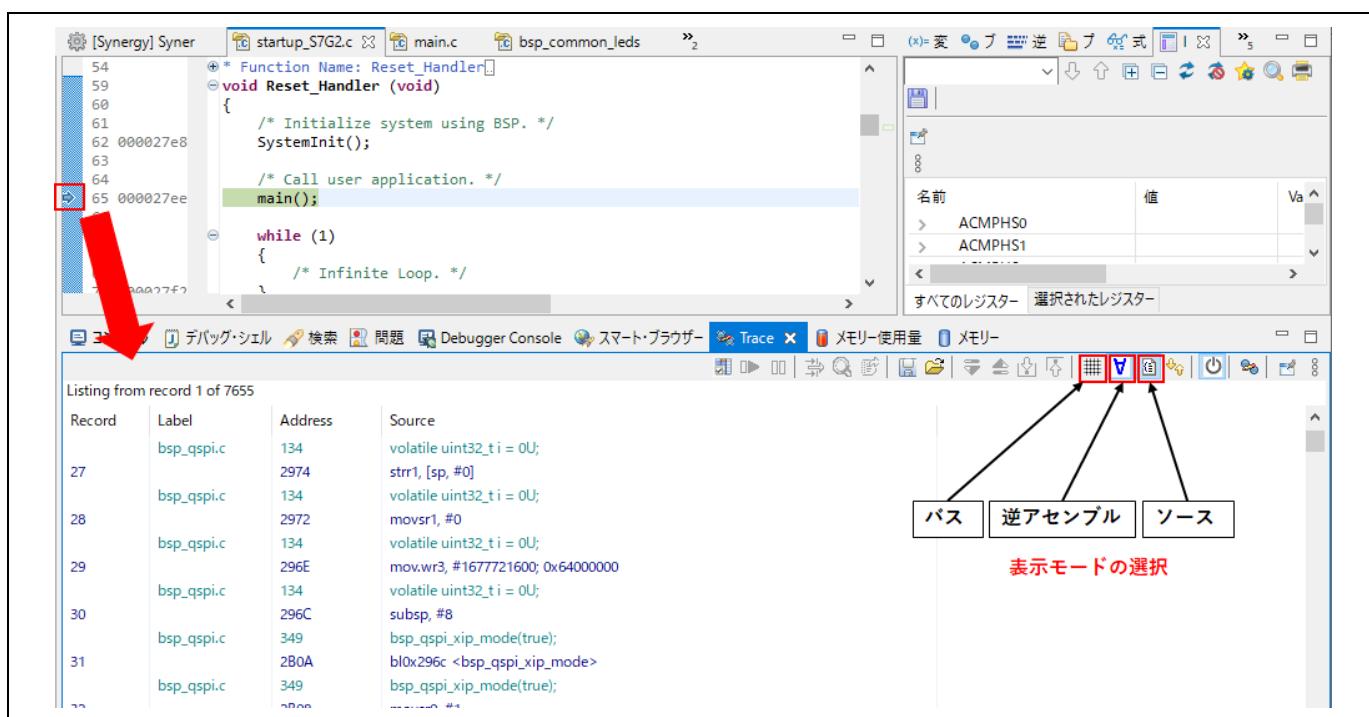 [Synergy] Syner startup_S7G2.c main.c bsp_common_leds »2
54 * Function Name: Reset_Handler
59 void Reset_Handler (void)
60 {
61 /* Initialize system using BSP. */
62 000027e8 SystemInit();
63
64 /* Call user application. */
65 000027ee main();
while (1)
{
/* Infinite Loop. */
}
(x)= 変 ブ 逆 ブ 式 I »5
名前 値 Va
ACMPHS0
ACMPHS1
すべてのレジスター 選択されたレジスター
デバッグ・シェル 検索 問題 Debugger Console スマート・ブラウザー Trace メモリー使用量 メモリー
Listing from record 1 of 7655
Record Label Address Source
bsp_qspi.c 134 volatile uint32_t i = 0U;
27 2974 strr1, [sp, #0]
bsp_qspi.c 134 volatile uint32_t i = 0U;
28 2972 movsr1, #0
bsp_qspi.c 134 volatile uint32_t i = 0U;
29 296E mov.wr3, #1677721600; 0x64000000
bsp_qspi.c 134 volatile uint32_t i = 0U;
30 296C subsp, #8
bsp_qspi.c 349 bsp_qspi_xip_mode(true);
31 2B0A bl0x296c <bsp_qspi_xip_mode>
bsp_qspi.c 349 bsp_qspi_xip_mode(true);
バス 逆アセンブル ソース
表示モードの選択